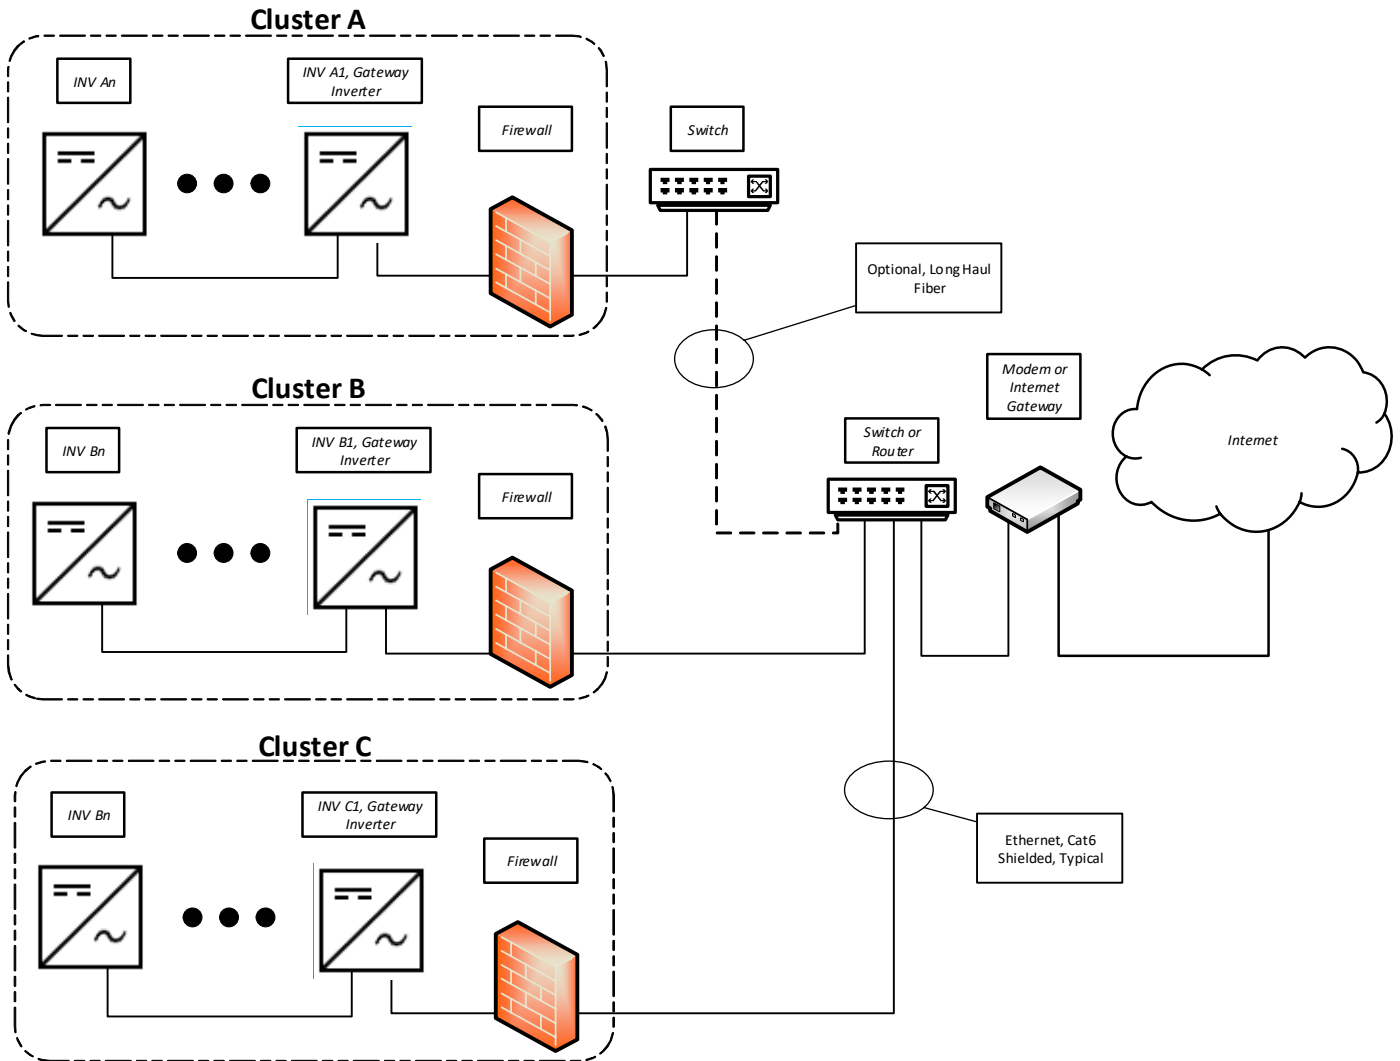 Cluster A
INV An
INV A1, Gateway
Inverter
Firewall
Switch
Optional, Long Haul
Fiber
Cluster B
INV Bn
INV B1, Gateway
Inverter
Firewall
Switch or
Router
Modem or
Internet
Gateway
Internet
Cluster C
INV Bn
INV C1, Gateway
Inverter
Firewall
Ethernet, Cat6
Shielded, Typical